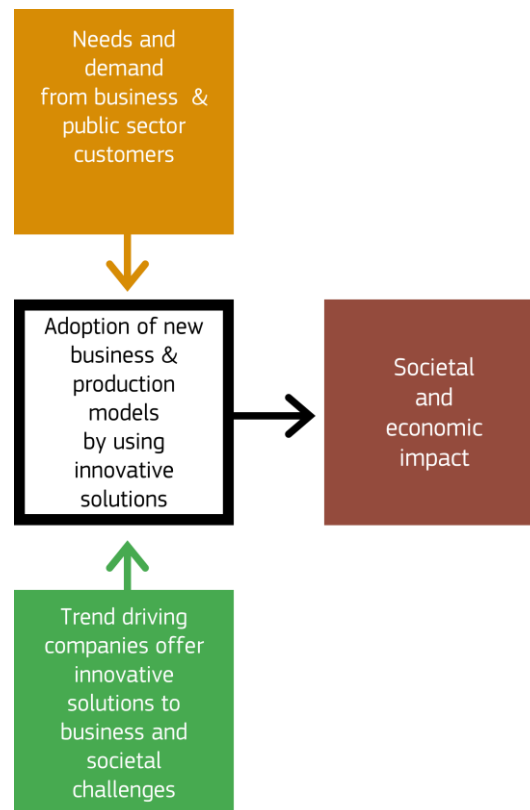 Needs and
demand
from business &
public sector
customers
Adoption of new
business &
production
models
by using
innovative
solutions
Societal
and
economic
impact
Trend driving
companies offer
innovative
solutions to
business and
societal
challenges